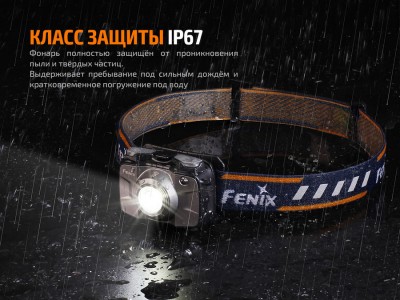 КЛАСС ЗАЩИТЫ IP67
Фонарь полностью защищён от проникновения
пыли и твёрдых частиц.
Выдерживает пребывание под сильным дождём и
кратковременное погружение под воду
FENIX